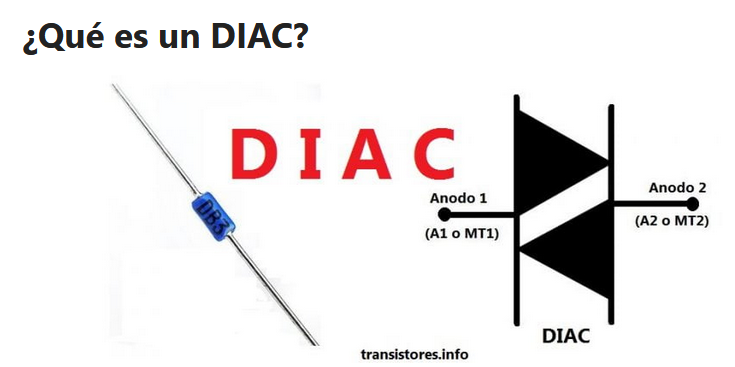 ¿Qué es un DIAC?
DIAC
DB3
Anodo 1
(A1 o MT1)
Anodo 2
(A2 o MT2)
DIAC
transistores.info